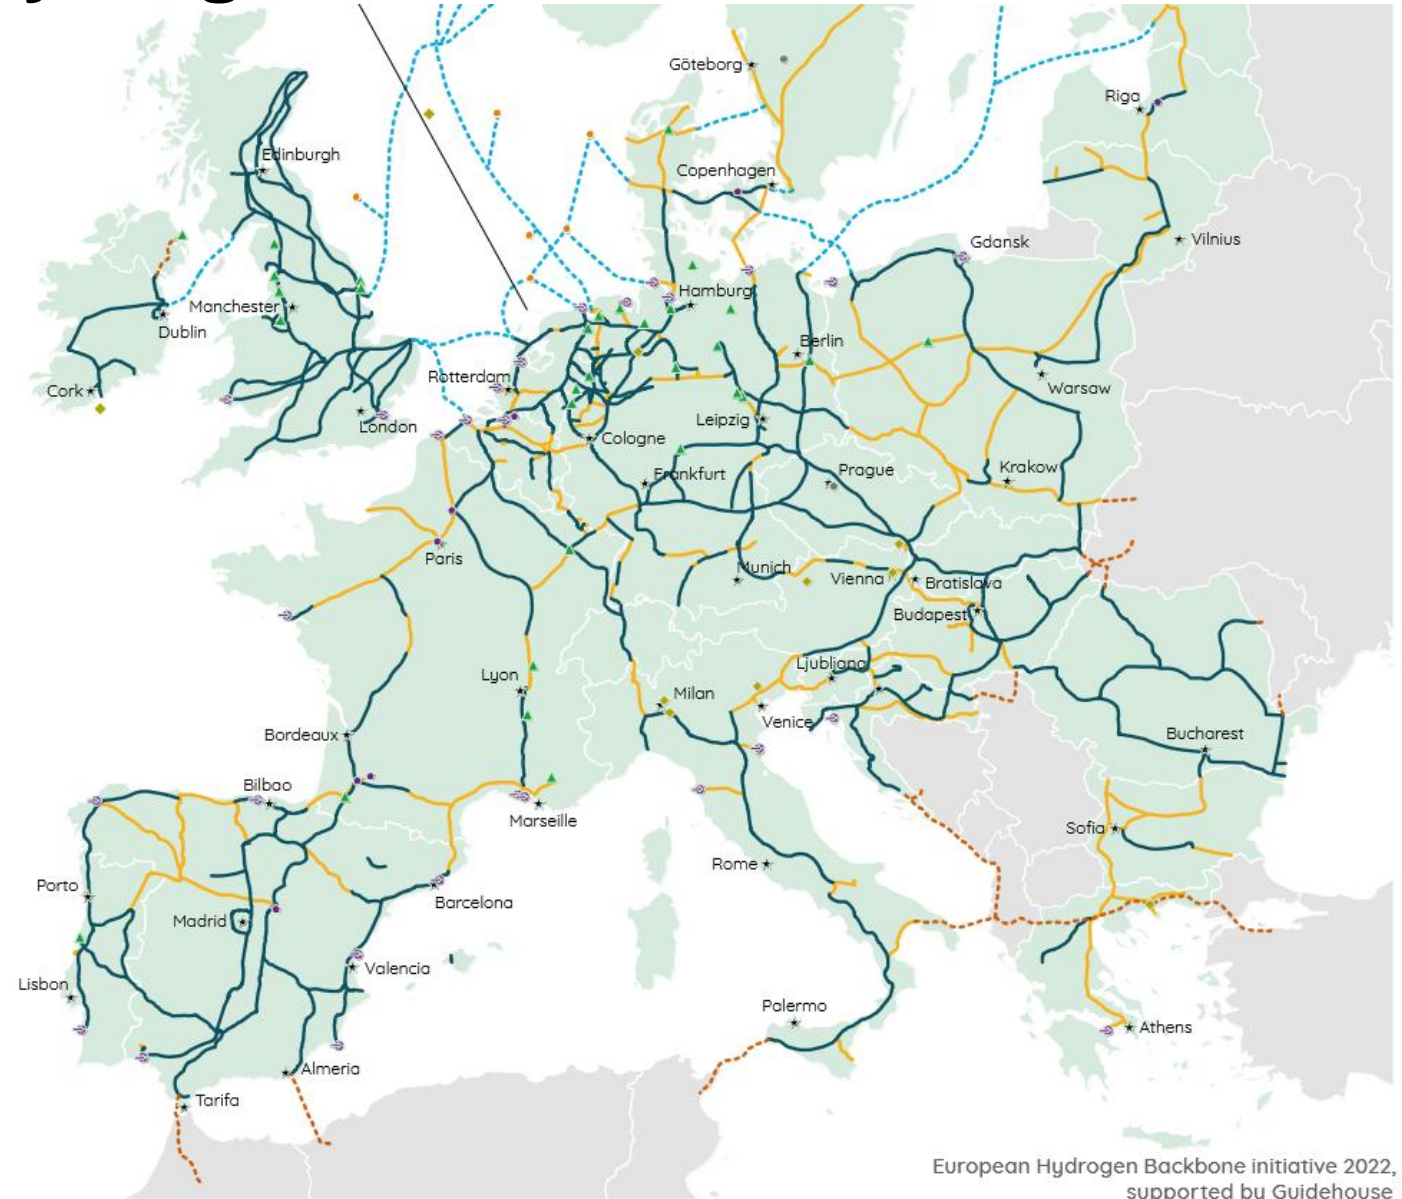 Göteborg
Riga
Edinburgh
Copenhagen
Vilnius
Gdansk
Hamburg
Manchester
Dublin
Berlin
Rotterdam
Warsaw
Cork
London
Leipzig
Cologne
Frankfurt
Prague
Krakow
Paris
Munich
Vienna
Bratislava
Budapest
Ljubljana
Lyon
Milan
Venice
Bordeaux
Bucharest
Bilbao
Marseille
Sofia
Rome
Porto
Barcelona
Madrid
Valencia
Lisbon
Palermo
Athens
Almeria
Tarifa
European Hydrogen Backbone initiative 2022,
supported by Guidehouse